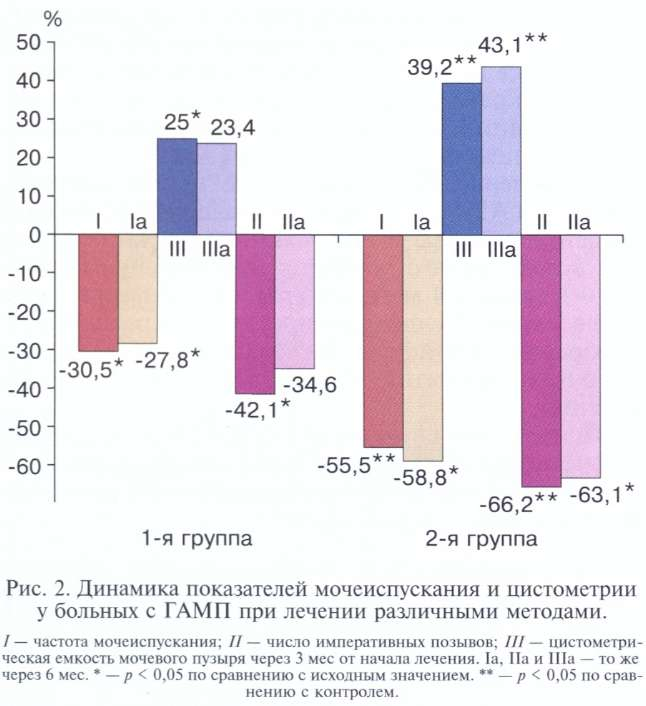 %
50
40
30
20
10
0
-10
-20
-30
-40
-50
-60
I Ia II IIa I Ia II IIa
III IIIa III IIIa
25* 23,4
39,2** 43,1**
-30,5* -27,8*
-42,1* -34,6
-55,5** -58,8*
-66,2** -63,1*
1-я группа 2-я группа
Рис. 2. Динамика показателей мочеиспускания и цистометрии
у больных с ГАМП при лечении различными методами.
I — частота мочеиспускания; II — число императивных позывов; III — цистометри-
ческая емкость мочевого пузыря через 3 мес от начала лечения. Iа, IIа и IIIа — то же
через 6 мес. * — p < 0,05 по сравнению с исходным значением. ** — p < 0,05 по срав-
нению с контролем.